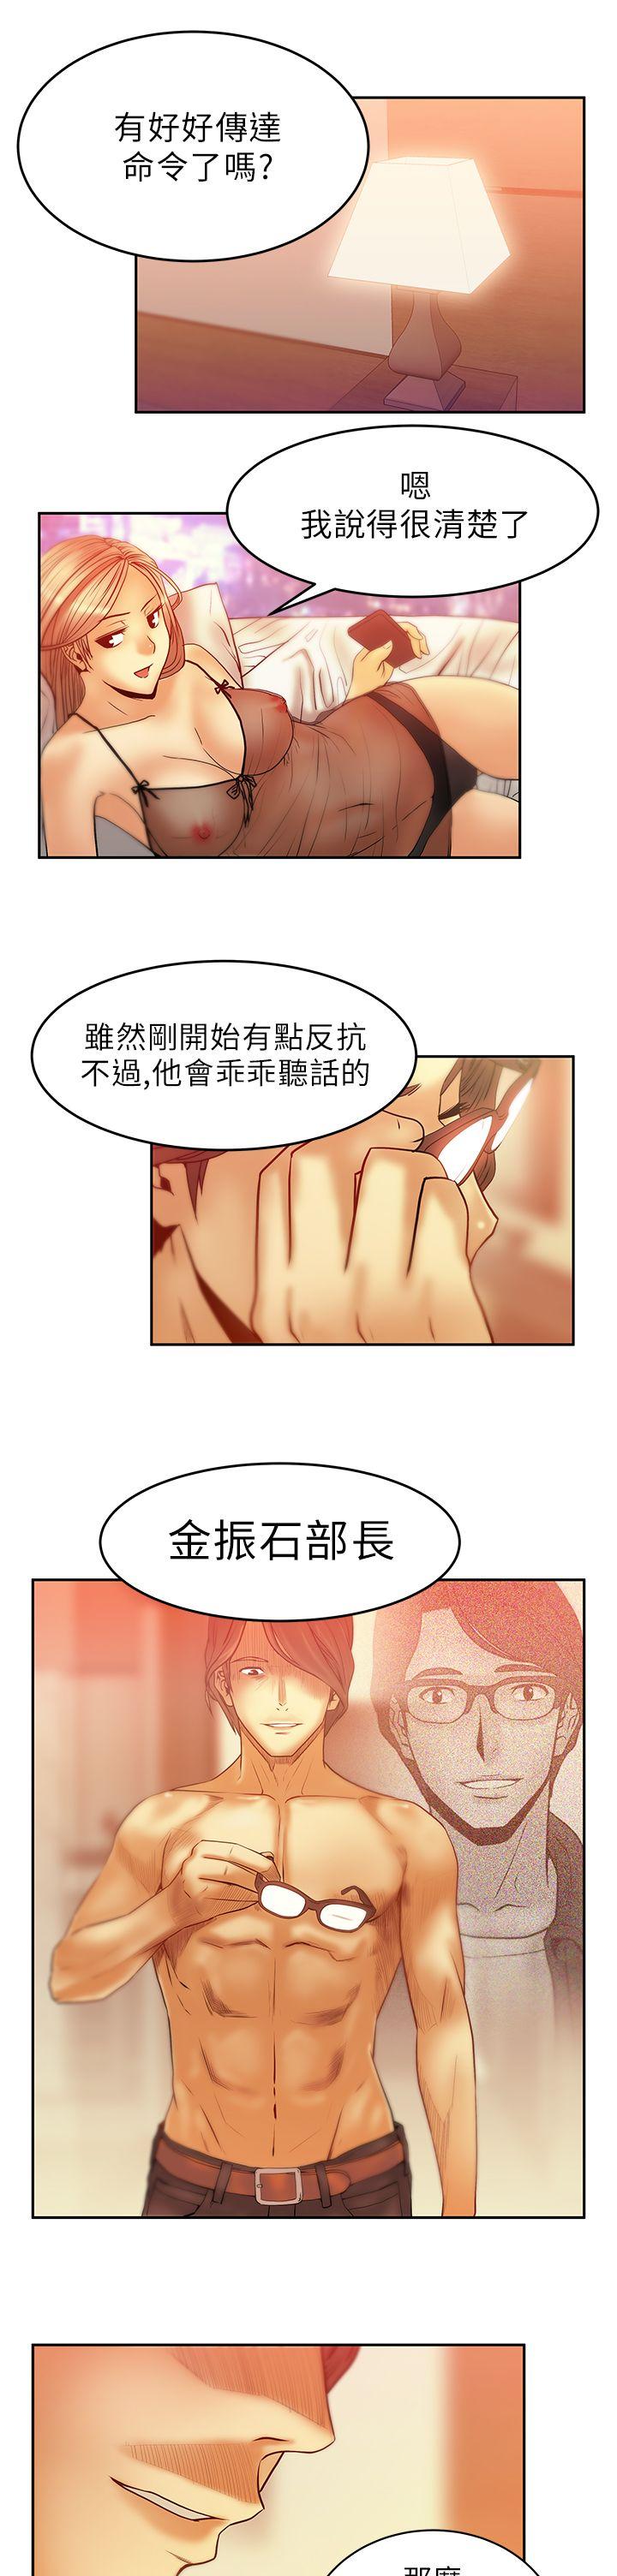 有好好傳達
命令了嗎?
嗯
我說得很清楚了
雖然剛開始有點反抗
不過,他會乖乖聽話的
金振石部長
那麼